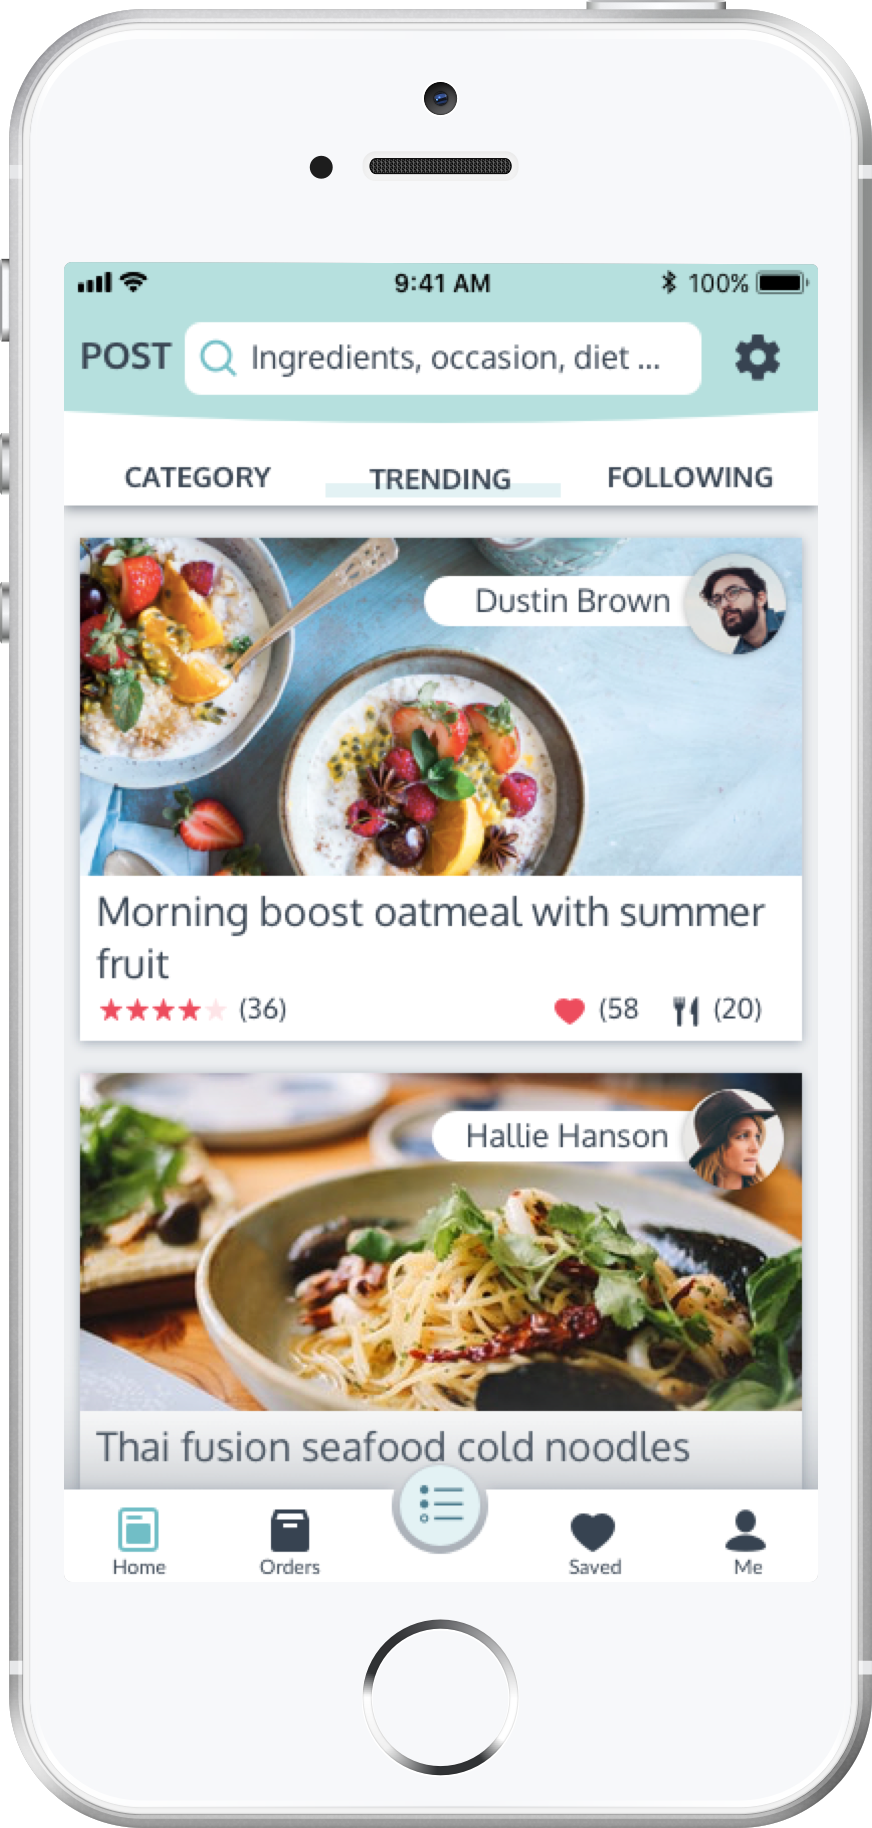 9:41 AM 100%
POST Ingredients, occasion, diet ...
CATEGORY TRENDING FOLLOWING
Dustin Brown
Morning boost oatmeal with summer
fruit
(36) (58 (20)
Hallie Hanson
Thai fusion seafood cold noodles
Home Orders Saved Me